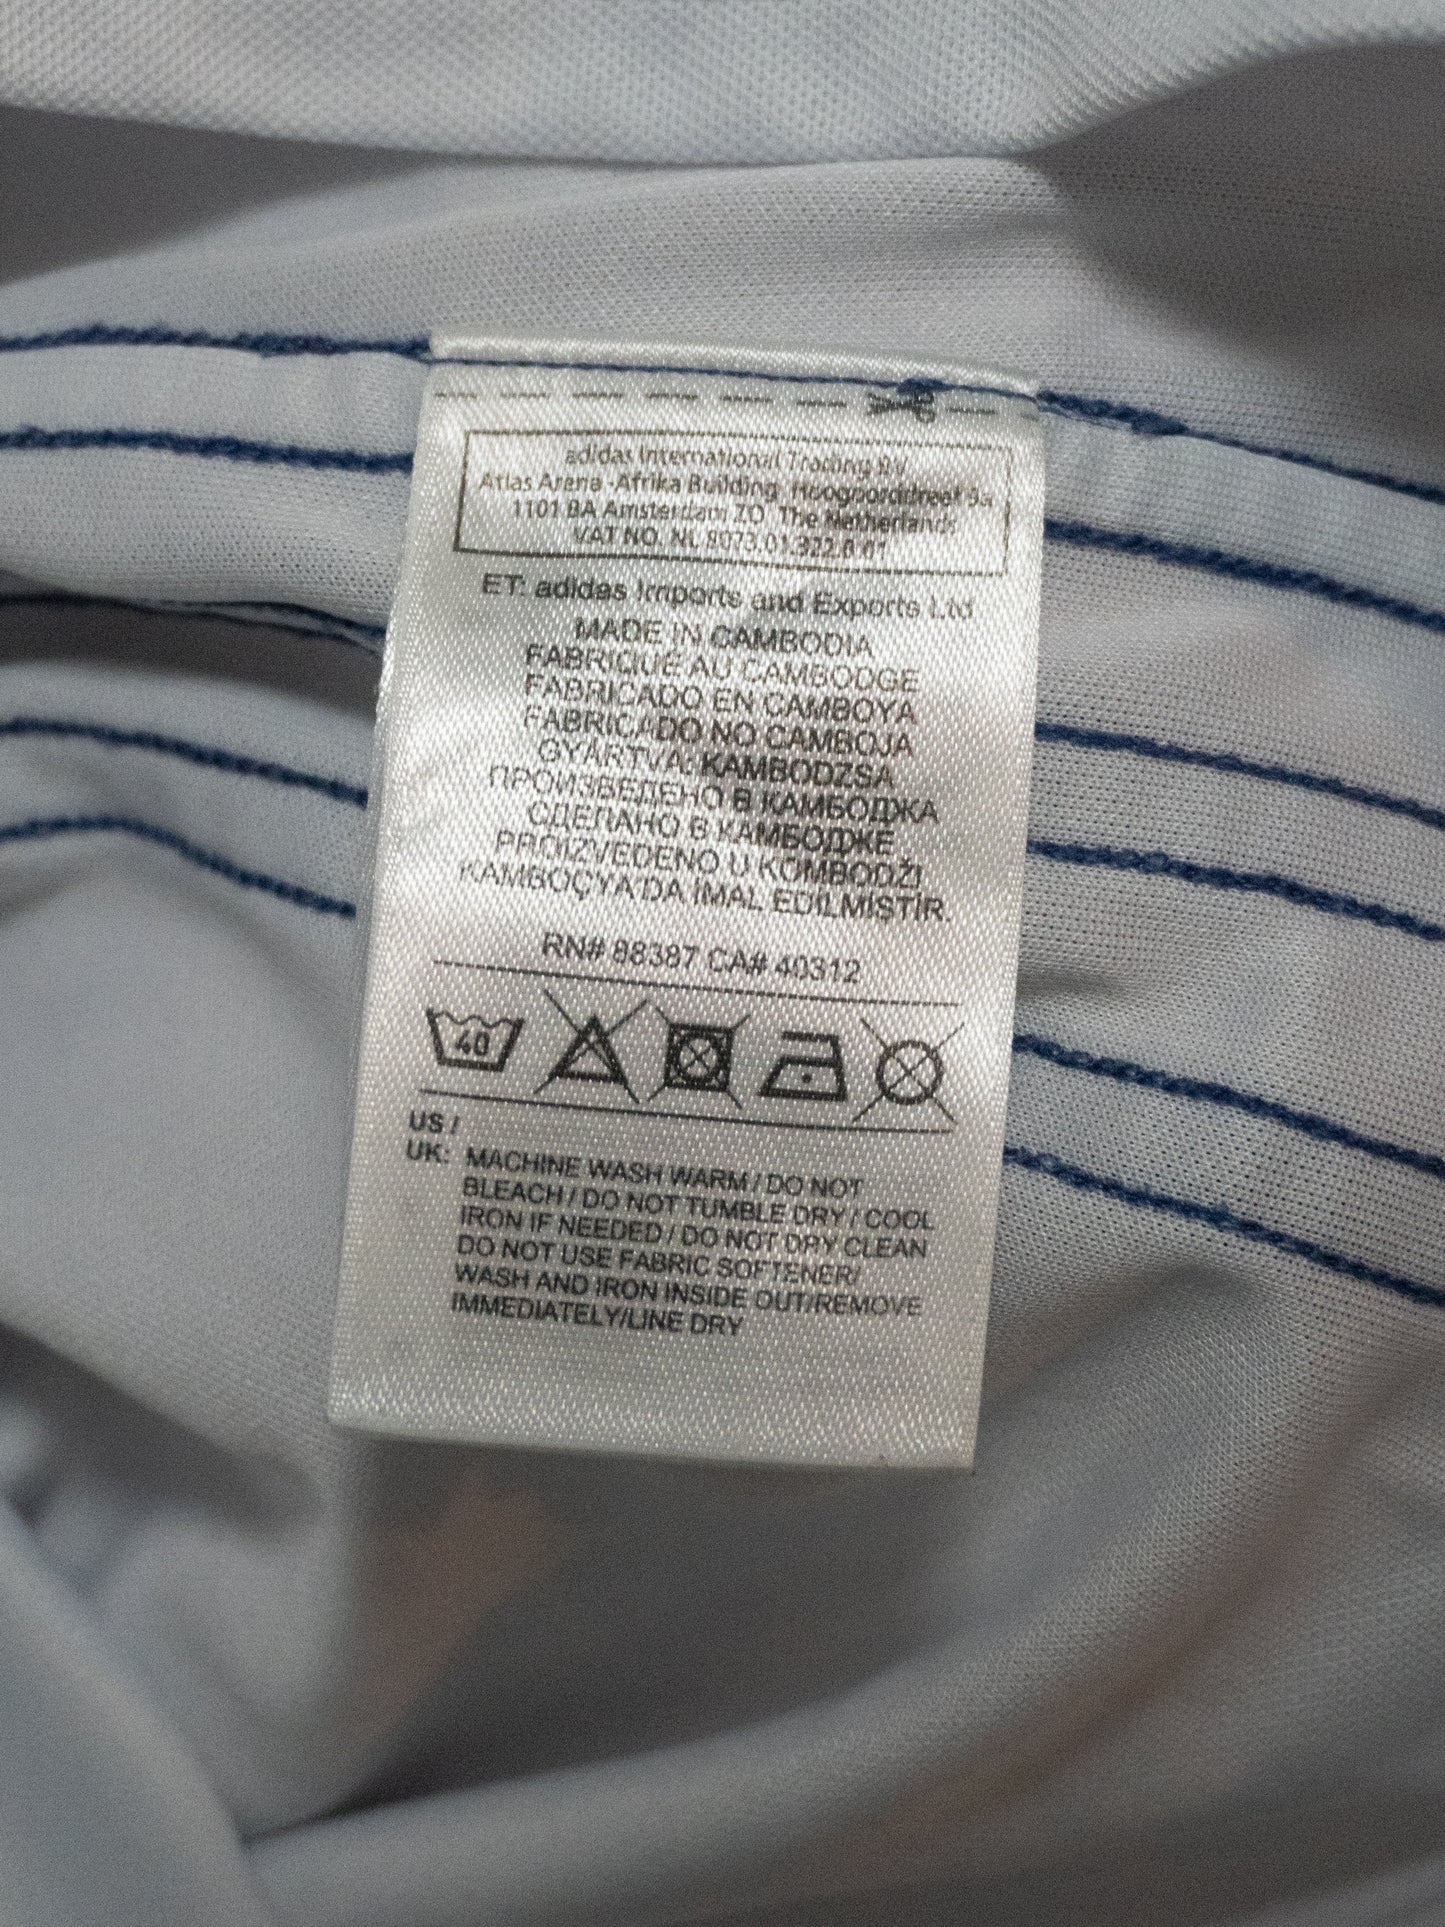 adidas International Trading B.V.
Atlas Arena -Afrika Building, Hoogoorddreef 9a
1101 BA Amsterdam ZO, The Netherlands
VAT NO. NL 8073.01.322.B.01
ET: adidas Imports and Exports Ltd
MADE IN CAMBODIA
FABRIQUÉ AU CAMBODGE
FABRICADO EN CAMBOYA
FABRICADO NO CAMBOJA
GYÁRTVA: KAMBODZSA
ПРОИЗВЕДЕНО В КАМБОДЖА
СДЕЛАНО В КАМБОДЖЕ
PROIZVEDENO U KOMBODŽI
KAMBOÇYA'DA İMAL EDİLMİSTİR.
RN# 88387 CA# 40312
40
US /
UK: MACHINE WASH WARM / DO NOT
BLEACH / DO NOT TUMBLE DRY / COOL
IRON IF NEEDED / DO NOT DRY CLEAN
DO NOT USE FABRIC SOFTENER/
WASH AND IRON INSIDE OUT/REMOVE
IMMEDIATELY/LINE DRY